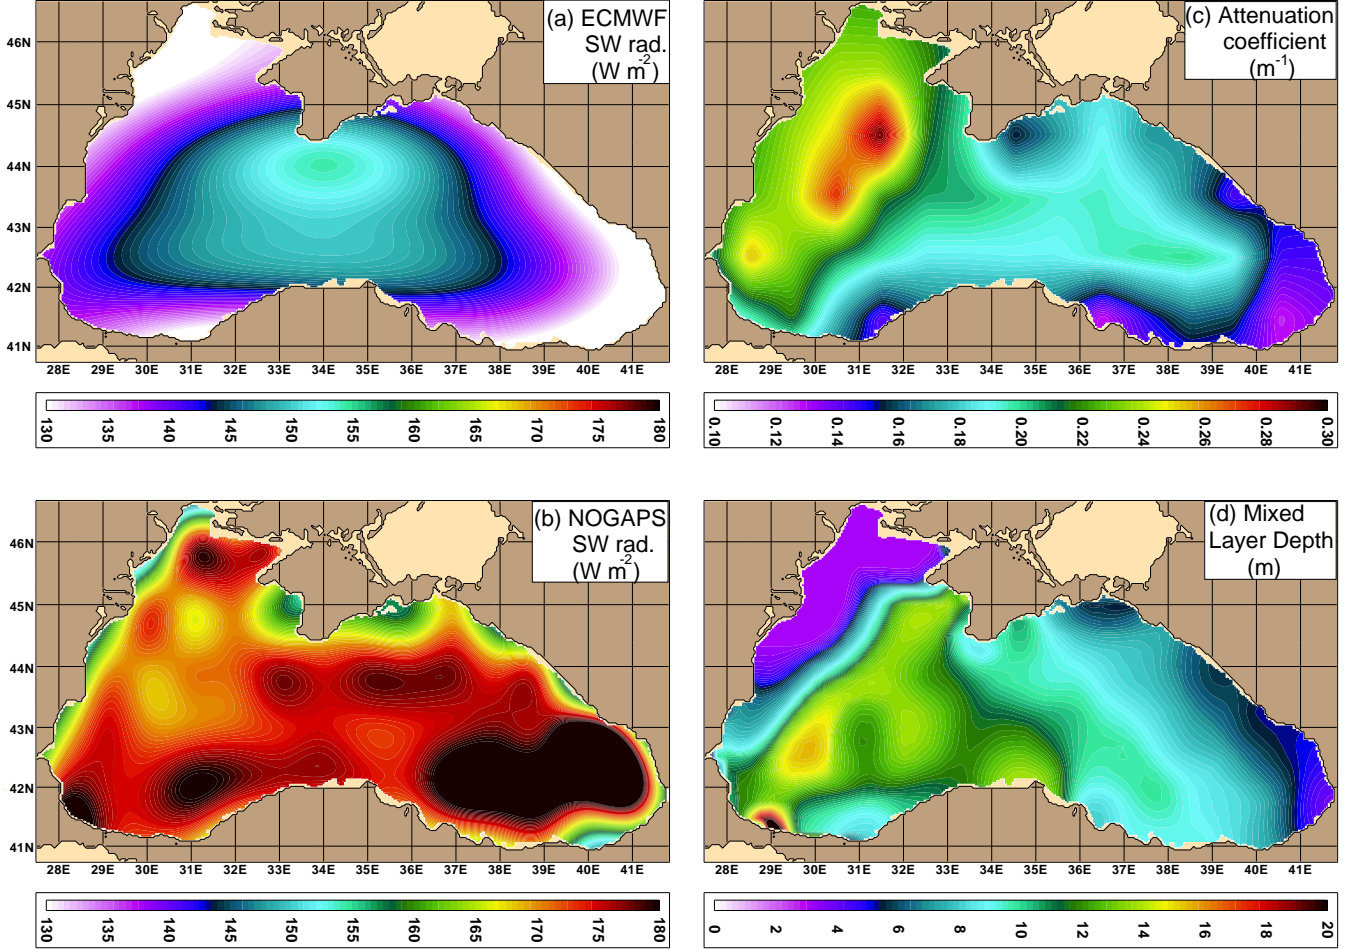 (a) ECMWF
SW rad.
(W m-2)
46N
45N
44N
43N
42N
41N
28E 29E 30E 31E 32E 33E 34E 35E 36E 37E 38E 39E 40E 41E
130 135 140 145 150 155 160 165 170 175 180
(c) Attenuation
coefficient
(m-1)
46N
45N
44N
43N
42N
41N
28E 29E 30E 31E 32E 33E 34E 35E 36E 37E 38E 39E 40E 41E
0.10 0.12 0.14 0.16 0.18 0.20 0.22 0.24 0.26 0.28 0.30
(b) NOGAPS
SW rad.
(W m-2)
46N
45N
44N
43N
42N
41N
28E 29E 30E 31E 32E 33E 34E 35E 36E 37E 38E 39E 40E 41E
130 135 140 145 150 155 160 165 170 175 180
(d) Mixed
Layer Depth
(m)
46N
45N
44N
43N
42N
41N
28E 29E 30E 31E 32E 33E 34E 35E 36E 37E 38E 39E 40E 41E
0 2 4 6 8 10 12 14 16 18 20